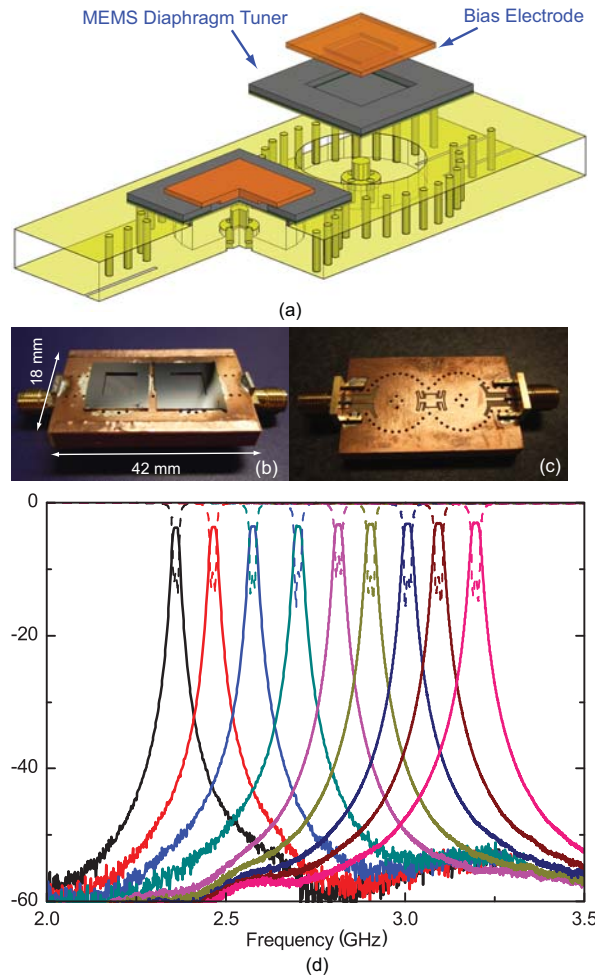 MEMS Diaphragm Tuner
Bias Electrode
(a)
18 mm
42 mm
(b)
(c)
0
-20
-40
-60
2.0
2.5
3.0
3.5
Frequency (GHz)
(d)